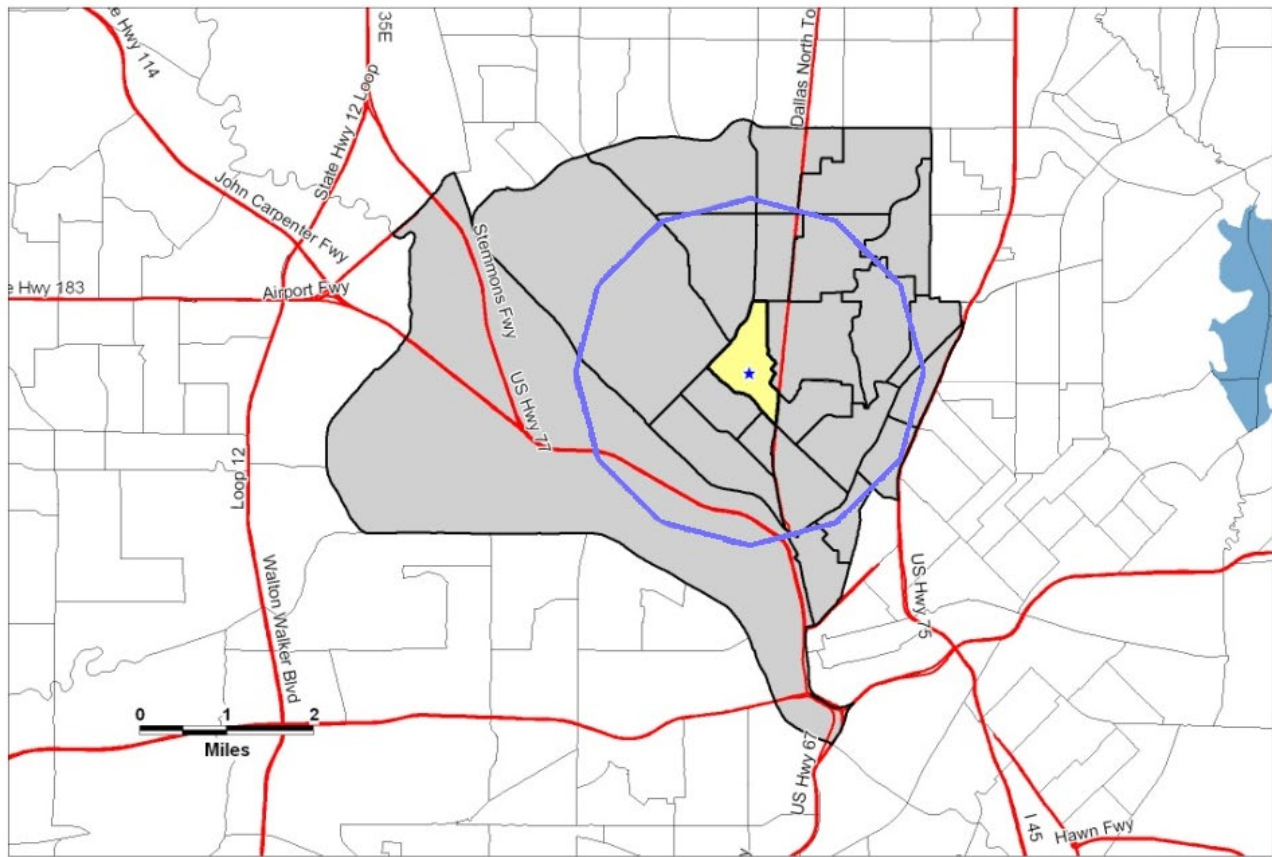 e Hwy 114
35E
Dallas North To
State Hwy 12 Loop
John Carpenter Fwy
Stemmons Fwy
e Hwy 183
Airport Fwy
US Hwy 77
Loop 12
US Hwy 75
Walton Walker Blvd
0 1 2
Miles
US Hwy 67
I 45
Hawn Fwy